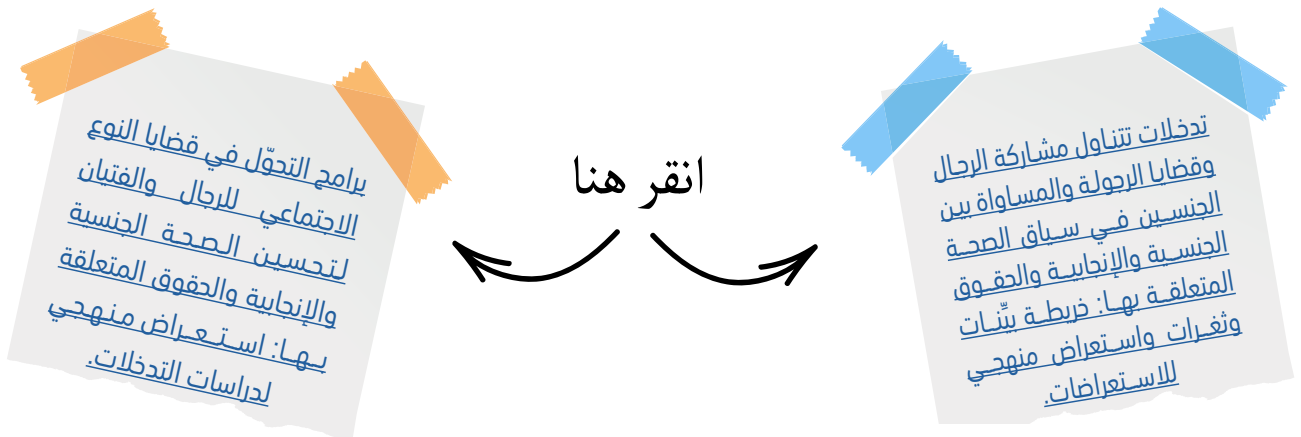 تدخلات تتناول مشاركة الرجال
وقضايا الرجولة والمساواة بين
الجنسين في سياق الصحة
الجنسية والإنجابية والحقوق
المتعلقة بها: خريطة بيِّنات
وثغرات واستعراض منهجي
للاستعراضات.
انقر هنا
برامج التحوّل في قضايا النوع
الاجتماعي للرجال والفتيان
لتحسين الصحة الجنسية
والإنجابية والحقوق المتعلقة
بها: استعراض منهجي
لدراسات التدخلات.